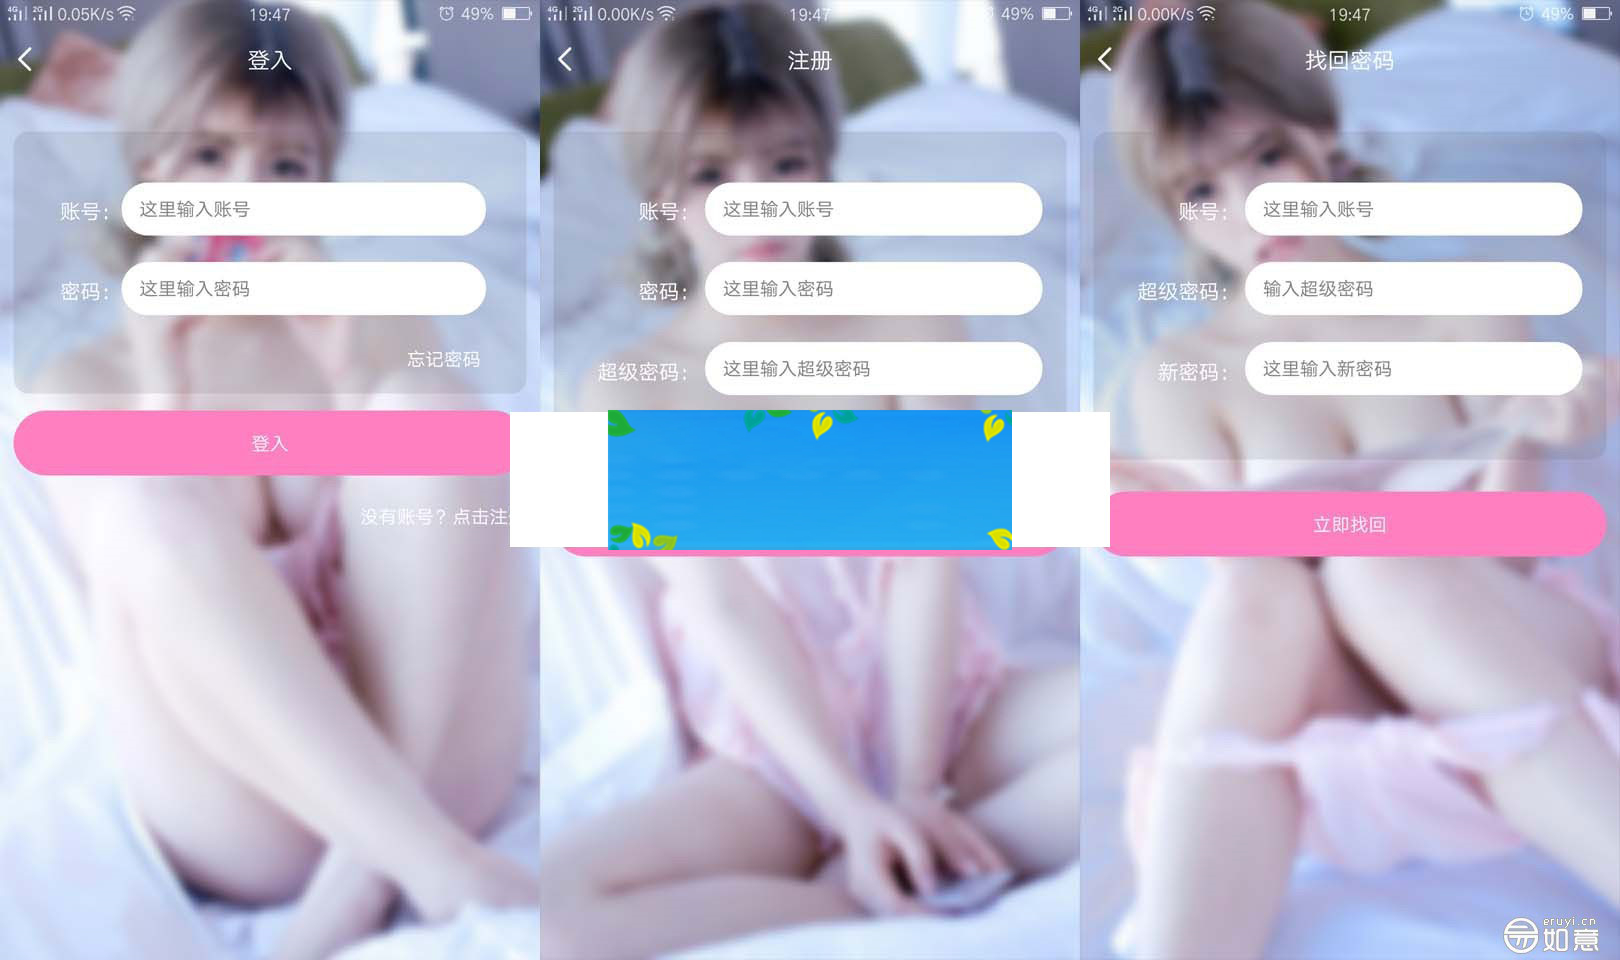 4G 2G 0.05K/s 19:47 49%
登入
账号：
这里输入账号
密码：
这里输入密码
忘记密码
登入
没有账号？点击注
4G 2G 0.00K/s 19:47 49%
注册
账号：
这里输入账号
密码：
这里输入密码
超级密码：
这里输入超级密码
4G 2G 0.00K/s 19:47 49%
找回密码
账号：
这里输入账号
超级密码：
输入超级密码
新密码：
这里输入新密码
立即找回
eruyi.cn
如意